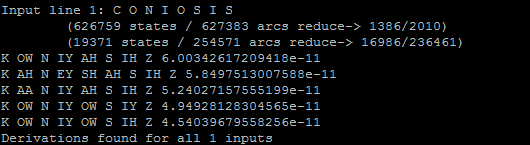 Input line 1: C O N I O S I S
(626759 states / 627383 arcs reduce-> 1386/2010)
(19371 states / 254571 arcs reduce-> 16986/236461)
K OW N IY AH S IH Z 6.00342617209418e-11
K AH N EY SH AH S IH Z 5.8497513007588e-11
K AA N IY AH S IH Z 5.24027157555199e-11
K OW N IY OW S IY Z 4.94928128304565e-11
K OW N IY OW S IH Z 4.54039679558256e-11
Derivations found for all 1 inputs